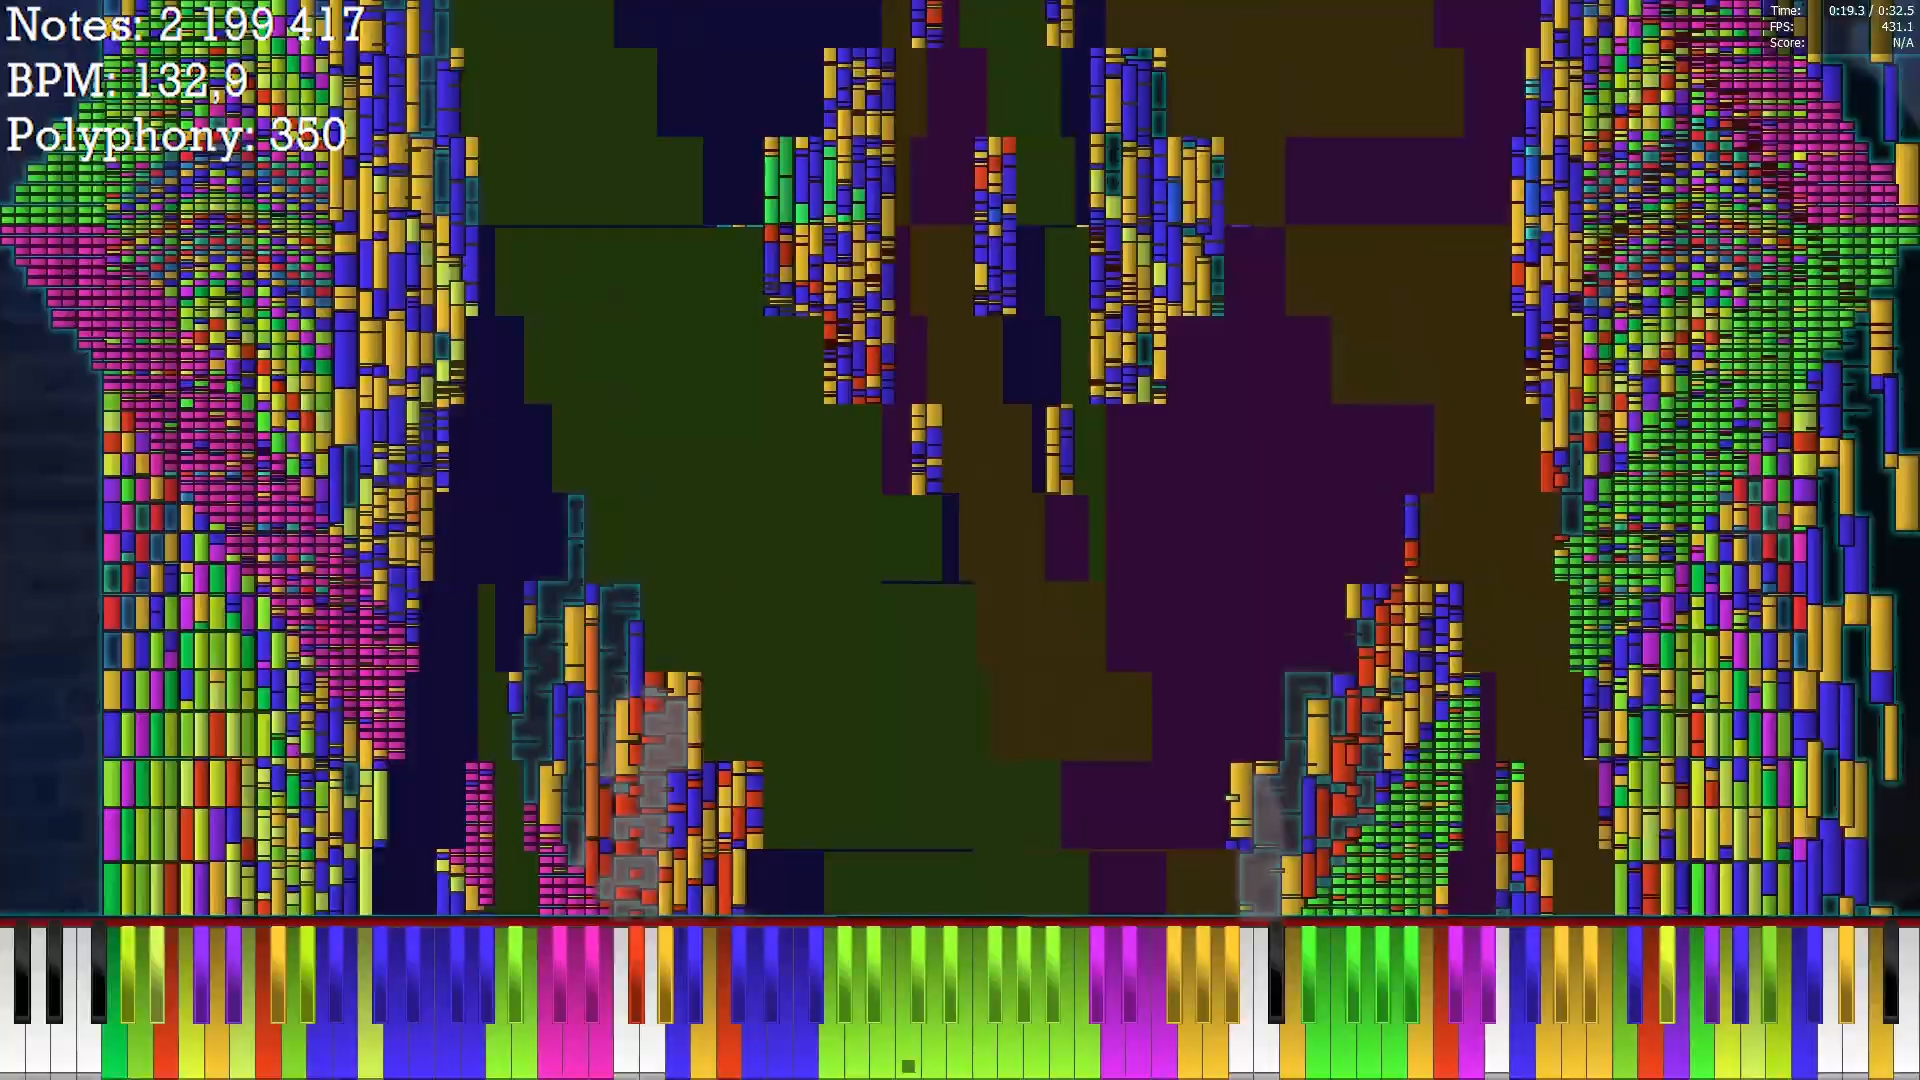 Notes: 2 199 417
BPM: 132,9
Polyphony: 350
Time: 0:19.3 / 0:32.5
FPS: 431.1
Score: N/A